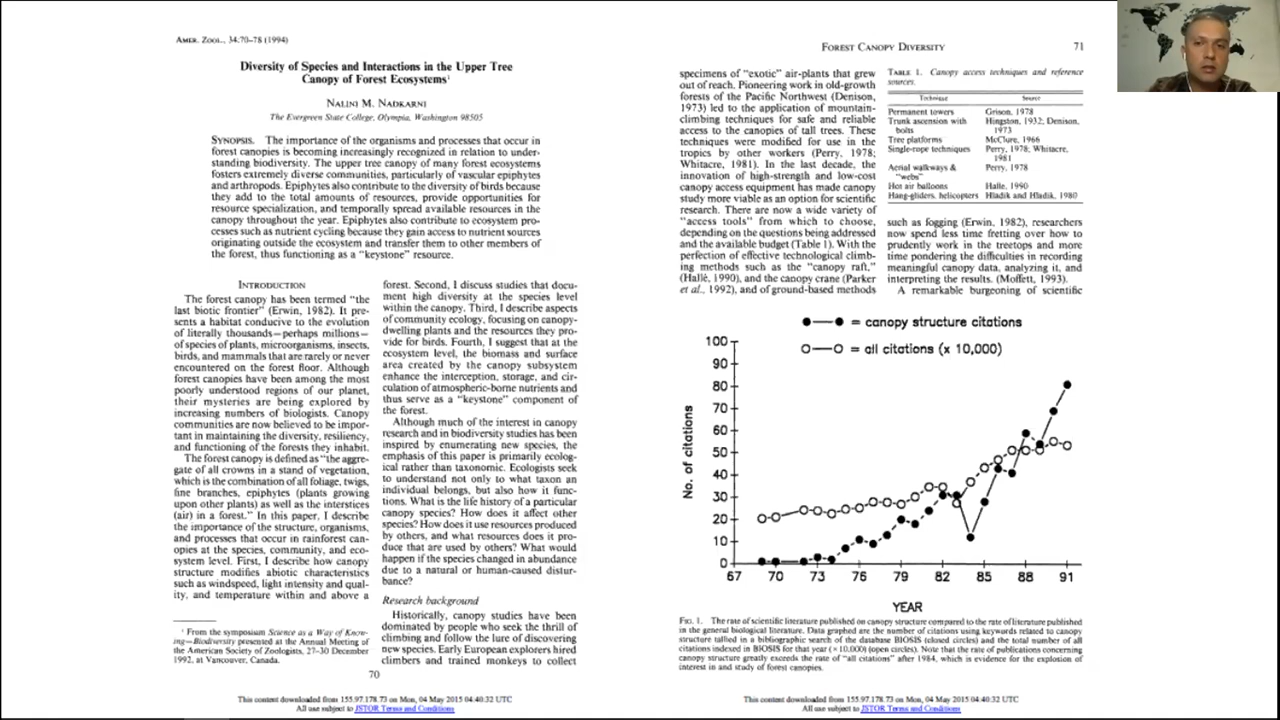 AMER. ZOOL., 34:70–78 (1994)
Diversity of Species and Interactions in the Upper Tree
Canopy of Forest Ecosystems¹
NALINI M. NADKARNI
The Evergreen State College, Olympia, Washington 98505
SYNOPSIS. The importance of the organisms and processes that occur in
forest canopies is becoming increasingly recognized in relation to under-
standing biodiversity. The upper tree canopy of many forest ecosystems
fosters extremely diverse communities, particularly of vascular epiphytes
and arthropods. Epiphytes also contribute to the diversity of birds because
they add to the total amounts of resources, provide opportunities for
resource specialization, and temporally spread available resources in the
canopy throughout the year. Epiphytes also contribute to ecosystem pro-
cesses such as nutrient cycling because they gain access to nutrient sources
originating outside the ecosystem and transfer them to other members of
the forest, thus functioning as a “keystone” resource.
INTRODUCTION
The forest canopy has been termed “the
last biotic frontier” (Erwin, 1982). It pre-
sents a habitat conducive to the evolution
of literally thousands—perhaps millions—
of species of plants, microorganisms, insects,
birds, and mammals that are rarely or never
encountered on the forest floor. Although
forest canopies have been among the most
poorly understood regions of our planet,
their mysteries are being explored by
increasing numbers of biologists. Canopy
communities are now believed to be impor-
tant in maintaining the diversity, resiliency,
and functioning of the forests they inhabit.
The forest canopy is defined as “the aggre-
gate of all crowns in a stand of vegetation,
which is the combination of all foliage, twigs,
fine branches, epiphytes (plants growing
upon other plants) as well as the interstices
(air) in a forest.” In this paper, I describe
the importance of the structure, organisms,
and processes that occur in rainforest can-
opies at the species, community, and eco-
system level. First, I describe how canopy
structure modifies abiotic characteristics
such as windspeed, light intensity and qual-
ity, and temperature within and above a
¹ From the symposium Science as a Way of Know-
ing—Biodiversity presented at the Annual Meeting of
the American Society of Zoologists, 27–30 December
1992, at Vancouver, Canada.
forest. Second, I discuss studies that docu-
ment high diversity at the species level
within the canopy. Third, I describe aspects
of community ecology, focusing on canopy-
dwelling plants and the resources they pro-
vide for birds. Fourth, I suggest that at the
ecosystem level, the biomass and surface
area created by the canopy subsystem
enhance the interception, storage, and cir-
culation of atmospheric-borne nutrients and
thus serve as a “keystone” component of
the forest.
Although much of the interest in canopy
research and in biodiversity studies has been
inspired by enumerating new species, the
emphasis of this paper is primarily ecolog-
ical rather than taxonomic. Ecologists seek
to understand not only to what taxon an
individual belongs, but also how it func-
tions. What is the life history of a particular
canopy species? How does it affect other
species? How does it use resources produced
by others, and what resources does it pro-
duce that are used by others? What would
happen if the species changed in abundance
due to a natural or human-caused distur-
bance?
Research background
Historically, canopy studies have been
dominated by people who seek the thrill of
climbing and follow the lure of discovering
new species. Early European explorers hired
climbers and trained monkeys to collect
70
This content downloaded from 155.97.178.73 on Mon, 04 May 2015 04:40:32 UTC
All use subject to JSTOR Terms and Conditions
FOREST CANOPY DIVERSITY 71
specimens of “exotic” air-plants that grew
out of reach. Pioneering work in old-growth
forests of the Pacific Northwest (Denison,
1973) led to the application of mountain-
climbing techniques for safe and reliable
access to the canopies of tall trees. These
techniques were modified for use in the
tropics by other workers (Perry, 1978;
Whitacre, 1981). In the last decade, the
innovation of high-strength and low-cost
canopy access equipment has made canopy
study more viable as an option for scientific
research. There are now a wide variety of
“access tools” from which to choose,
depending on the questions being addressed
and the available budget (Table 1). With the
perfection of effective technological climb-
ing methods such as the “canopy raft,”
(Hallé, 1990), and the canopy crane (Parker
et al., 1992), and of ground-based methods
TABLE 1. Canopy access techniques and reference
sources.
Technique Source
Permanent towers Grison, 1978
Trunk ascension with Hingston, 1932; Denison,
bolts 1973
Tree platforms McClure, 1966
Single-rope techniques Perry, 1978; Whitacre,
1981
Aerial walkways & Perry, 1978
“webs”
Hot air balloons Halle, 1990
Hang-gliders, helicopters Hladik and Hladik, 1980
such as fogging (Erwin, 1982), researchers
now spend less time fretting over how to
prudently work in the treetops and more
time pondering the difficulties in recording
meaningful canopy data, analyzing it, and
interpreting the results. (Moffett, 1993).
A remarkable burgeoning of scientific
= canopy structure citations
= all citations (x 10,000)
No. of citations
100
90
80
70
60
50
40
30
20
10
0
67 70 73 76 79 82 85 88 91
YEAR
FIG. 1. The rate of scientific literature published on canopy structure compared to the rate of literature published
in the general biological literature. Data graphed are the number of citations using keywords related to canopy
structure tallied in a bibliographic search of the database BIOSIS (closed circles) and the total number of all
citations indexed in BIOSIS for that year (×10,000) (open circles). Note that the rate of publications concerning
canopy structure greatly exceeds the rate of “all citations” after 1984, which is evidence for the explosion of
interest in and study of forest canopies.
This content downloaded from 155.97.178.73 on Mon, 04 May 2015 04:40:32 UTC
All use subject to JSTOR Terms and Conditions